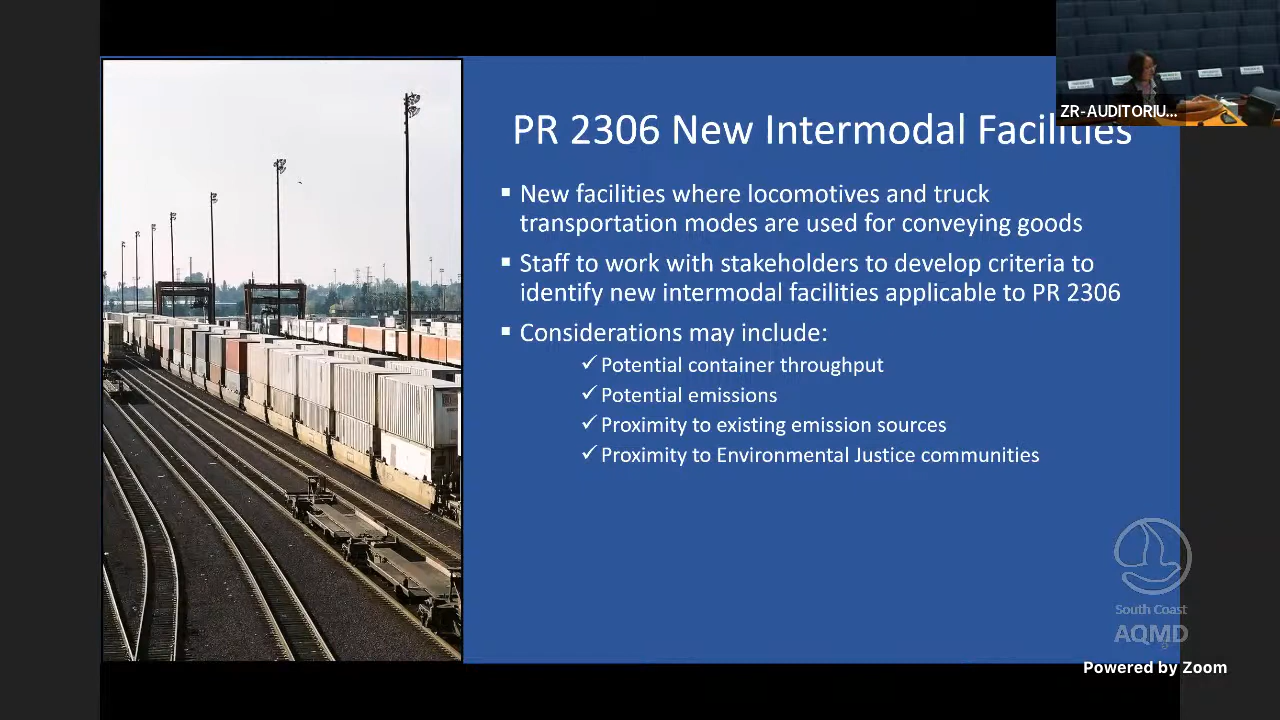 ZR-AUDITORIU...
PR 2306 New Intermodal Facilities
▪ New facilities where locomotives and truck
transportation modes are used for conveying goods
▪ Staff to work with stakeholders to develop criteria to
identify new intermodal facilities applicable to PR 2306
▪ Considerations may include:
✓ Potential container throughput
✓ Potential emissions
✓ Proximity to existing emission sources
✓ Proximity to Environmental Justice communities
South Coast
AQMD
Powered by Zoom